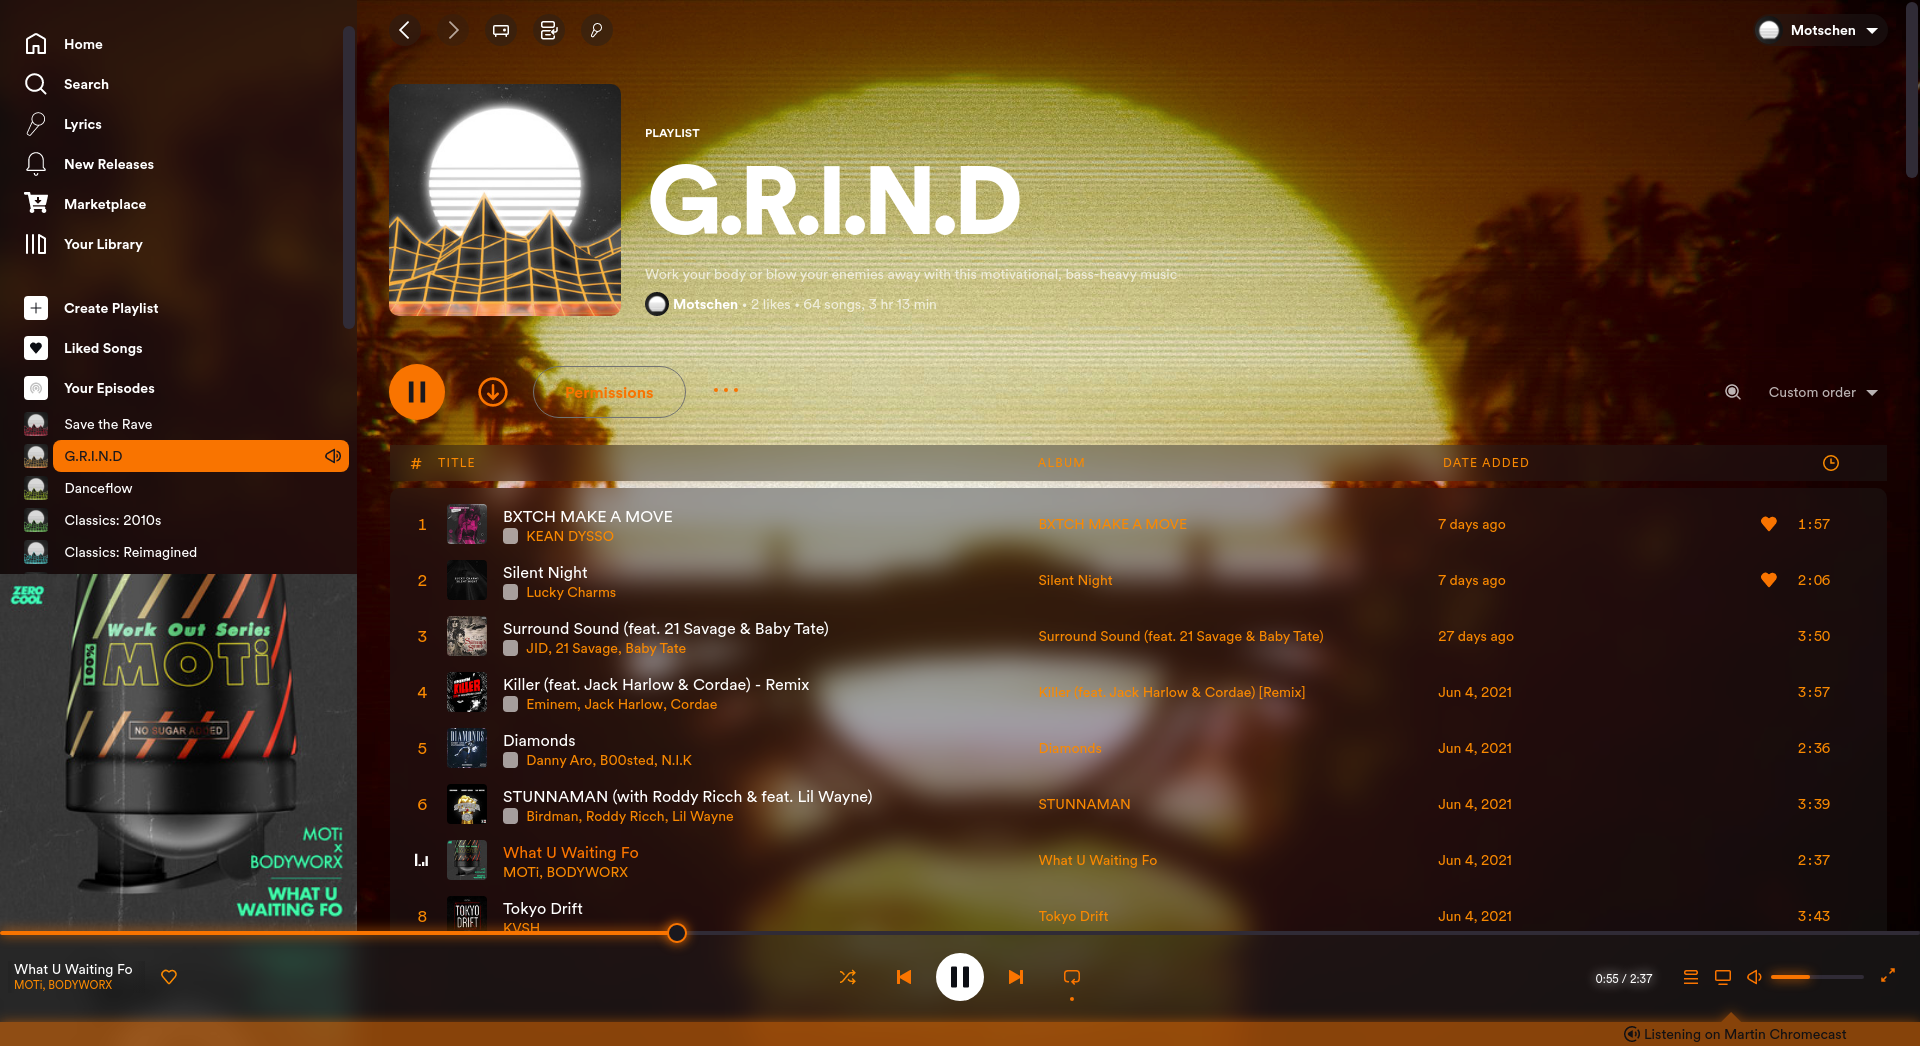 Home
Search
Lyrics
New Releases
Marketplace
Your Library
Create Playlist
Liked Songs
Your Episodes
Save the Rave
G.R.I.N.D
Danceflow
Classics: 2010s
Classics: Reimagined
ZERO
COOL
Work Out Series
100%
MOTi
NO SUGAR ADDED
MOTi
x
BODYWORX
WHAT U
WAITING FO
Motschen
PLAYLIST
G.R.I.N.D
Work your body or blow your enemies away with this motivational, bass-heavy music
Motschen • 2 likes • 64 songs, 3 hr 13 min
Permissions
Custom order
# TITLE ALBUM DATE ADDED
1 BXTCH MAKE A MOVE BXTCH MAKE A MOVE 7 days ago 1:57
KEAN DYSSO
2 Silent Night Silent Night 7 days ago 2:06
Lucky Charms
3 Surround Sound (feat. 21 Savage & Baby Tate) Surround Sound (feat. 21 Savage & Baby Tate) 27 days ago 3:50
JID, 21 Savage, Baby Tate
4 Killer (feat. Jack Harlow & Cordae) - Remix Killer (feat. Jack Harlow & Cordae) [Remix] Jun 4, 2021 3:57
Eminem, Jack Harlow, Cordae
5 Diamonds Diamonds Jun 4, 2021 2:36
Danny Aro, B00sted, N.I.K
6 STUNNAMAN (with Roddy Ricch & feat. Lil Wayne) STUNNAMAN Jun 4, 2021 3:39
Birdman, Roddy Ricch, Lil Wayne
What U Waiting Fo What U Waiting Fo Jun 4, 2021 2:37
MOTi, BODYWORX
8 TOKYO DRIFT Tokyo Drift Tokyo Drift Jun 4, 2021 3:43
KVSH
What U Waiting Fo
MOTi, BODYWORX
0:55 / 2:37
Listening on Martin Chromecast